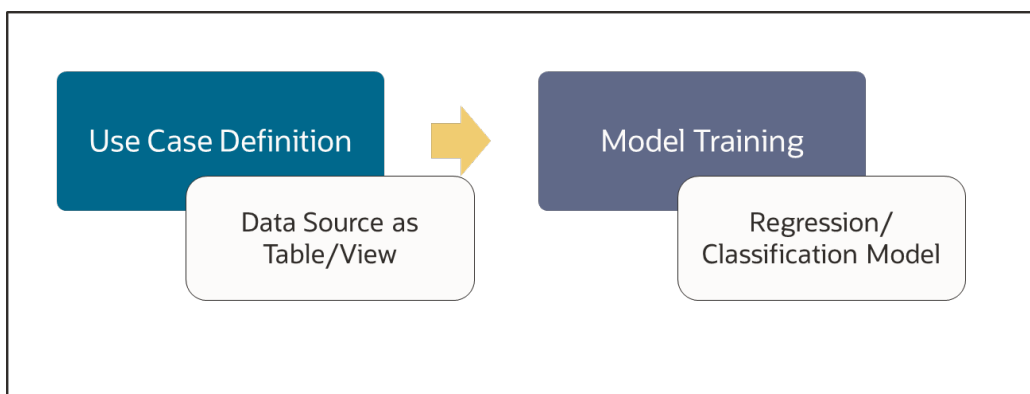 Use Case Definition
Data Source as
Table/View
Model Training
Regression/
Classification Model